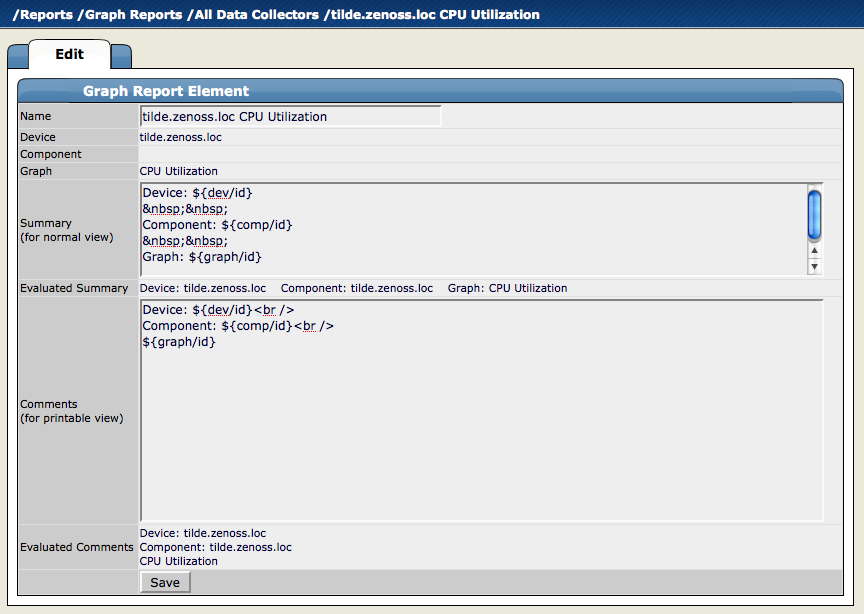 /Reports /Graph Reports /All Data Collectors /tilde.zenoss.loc CPU Utilization
Edit
Graph Report Element
Name tilde.zenoss.loc CPU Utilization
Device tilde.zenoss.loc
Component
Graph CPU Utilization
Summary
(for normal view)
Device: ${dev/id}
&nbsp;&nbsp;
Component: ${comp/id}
&nbsp;&nbsp;
Graph: ${graph/id}
Evaluated Summary Device: tilde.zenoss.loc Component: tilde.zenoss.loc Graph: CPU Utilization
Comments
(for printable view)
Device: ${dev/id}<br />
Component: ${comp/id}<br />
${graph/id}
Evaluated Comments
Device: tilde.zenoss.loc
Component: tilde.zenoss.loc
CPU Utilization
Save